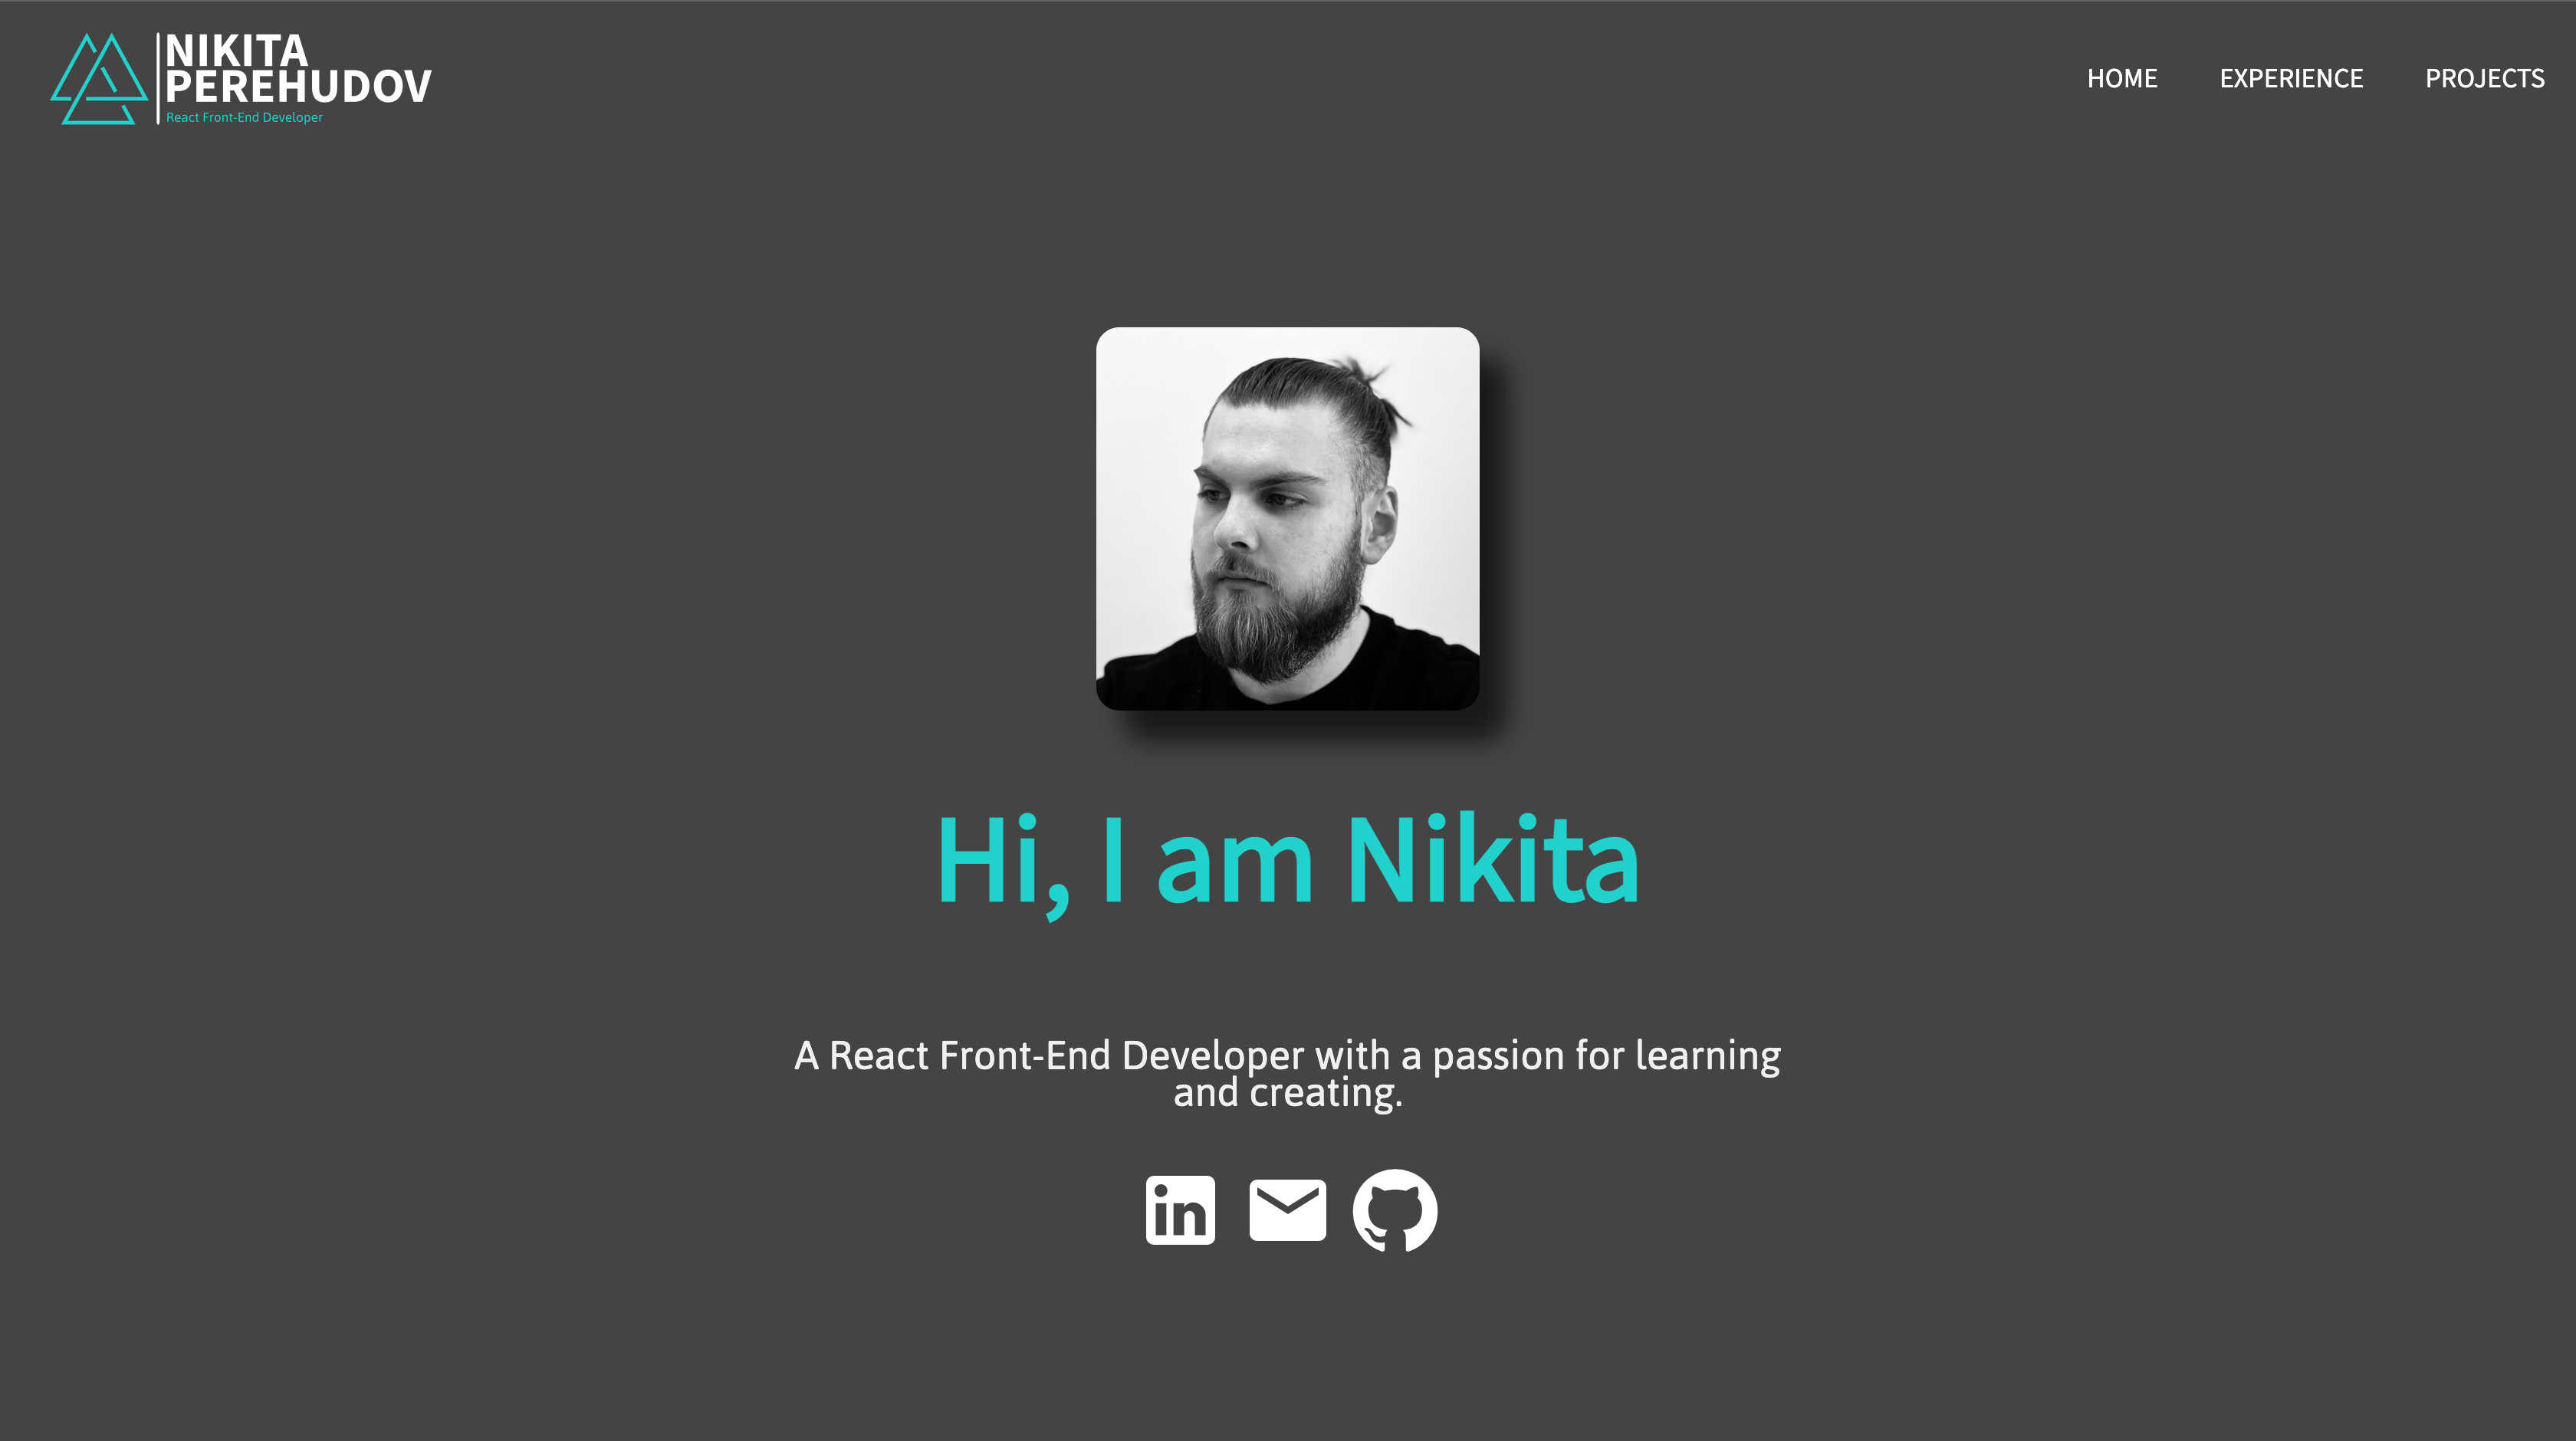 NIKITA
PEREHUDOV
React Front-End Developer
HOME EXPERIENCE PROJECTS
Hi, I am Nikita
A React Front-End Developer with a passion for learning
and creating.
in